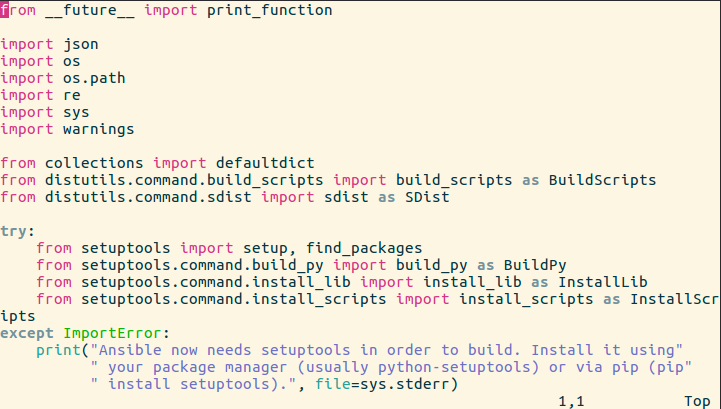 from __future__ import print_function

import json
import os
import os.path
import re
import sys
import warnings

from collections import defaultdict
from distutils.command.build_scripts import build_scripts as BuildScripts
from distutils.command.sdist import sdist as SDist

try:
    from setuptools import setup, find_packages
    from setuptools.command.build_py import build_py as BuildPy
    from setuptools.command.install_lib import install_lib as InstallLib
    from setuptools.command.install_scripts import install_scripts as InstallScr
ipts
except ImportError:
    print("Ansible now needs setuptools in order to build. Install it using"
          " your package manager (usually python-setuptools) or via pip (pip"
          " install setuptools).", file=sys.stderr)
1,1 Top